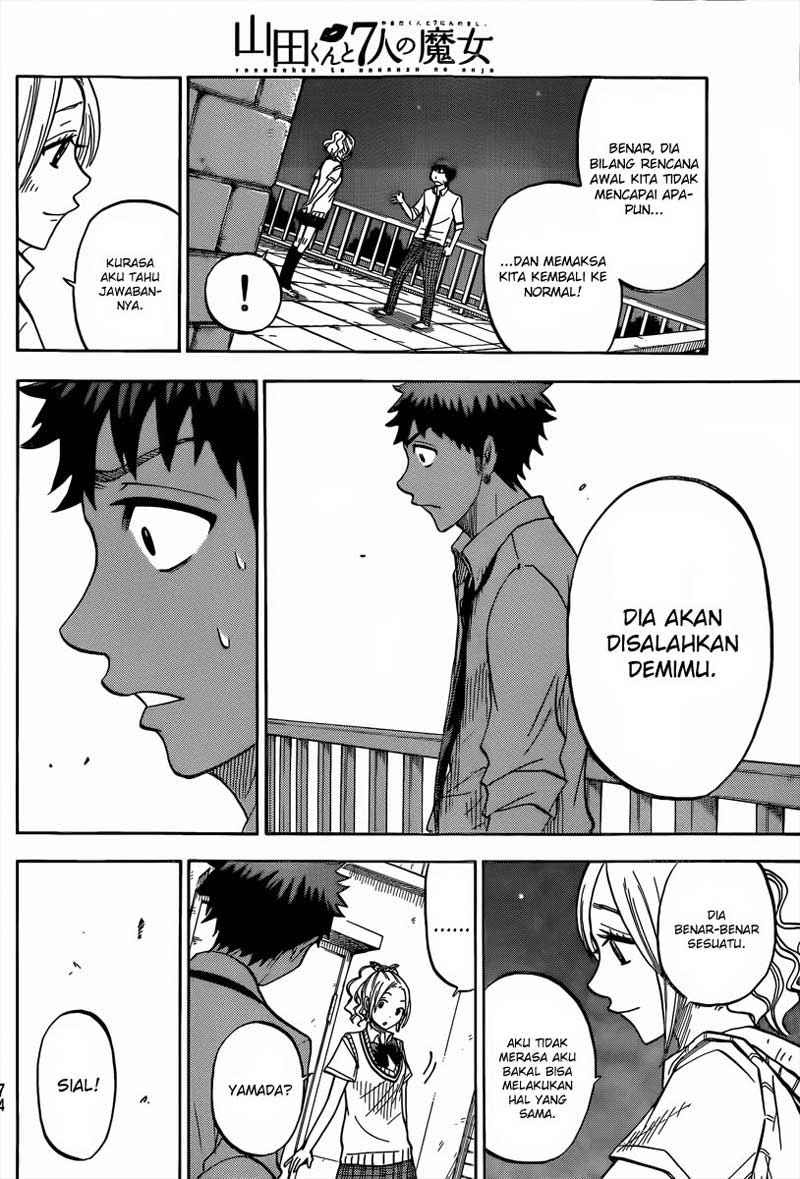 山田くんと7人の魔女
BENAR, DIA
BILANG RENCANA
AWAL KITA TIDAK
MENCAPAI APA-
PUN...
...DAN MEMAKSA
KITA KEMBALI KE
NORMAL!
!
KURASA
AKU TAHU
JAWABAN-
NYA.
DIA AKAN
DISALAHKAN
DEMIMU.
DIA
BENAR-BENAR
SESUATU.
AKU TIDAK
MERASA AKU
BAKAL BISA
MELAKUKAN
HAL YANG
SAMA.
.......
YAMADA?
SIAL!
74